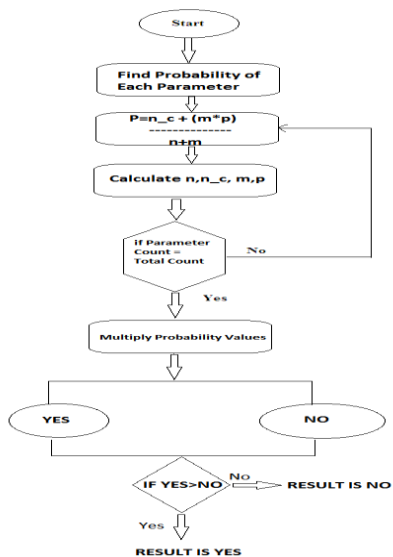 Start
Find Probability of
Each Parameter
P=n_c + (m*p)
--------------
n+m
Calculate n,n_c, m,p
if Parameter
Count =
Total Count
No
Yes
Multiply Probability Values
YES
NO
IF YES>NO
No
RESULT IS NO
Yes
RESULT IS YES